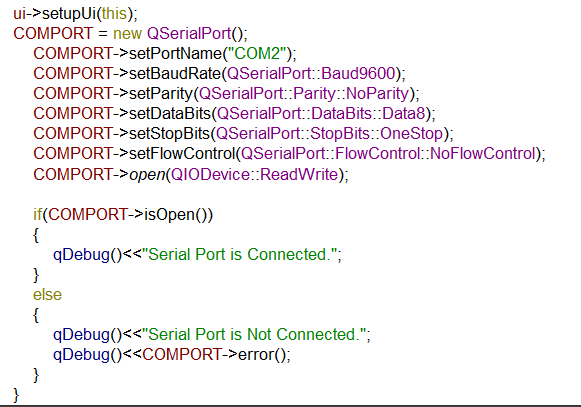 ui->setupUi(this);
COMPORT = new QSerialPort();
COMPORT->setPortName("COM2");
COMPORT->setBaudRate(QSerialPort::Baud9600);
COMPORT->setParity(QSerialPort::Parity::NoParity);
COMPORT->setDataBits(QSerialPort::DataBits::Data8);
COMPORT->setStopBits(QSerialPort::StopBits::OneStop);
COMPORT->setFlowControl(QSerialPort::FlowControl::NoFlowControl);
COMPORT->open(QIODevice::ReadWrite);
if(COMPORT->isOpen())
{
qDebug()<<"Serial Port is Connected.";
}
else
{
qDebug()<<"Serial Port is Not Connected.";
qDebug()<<COMPORT->error();
}
}